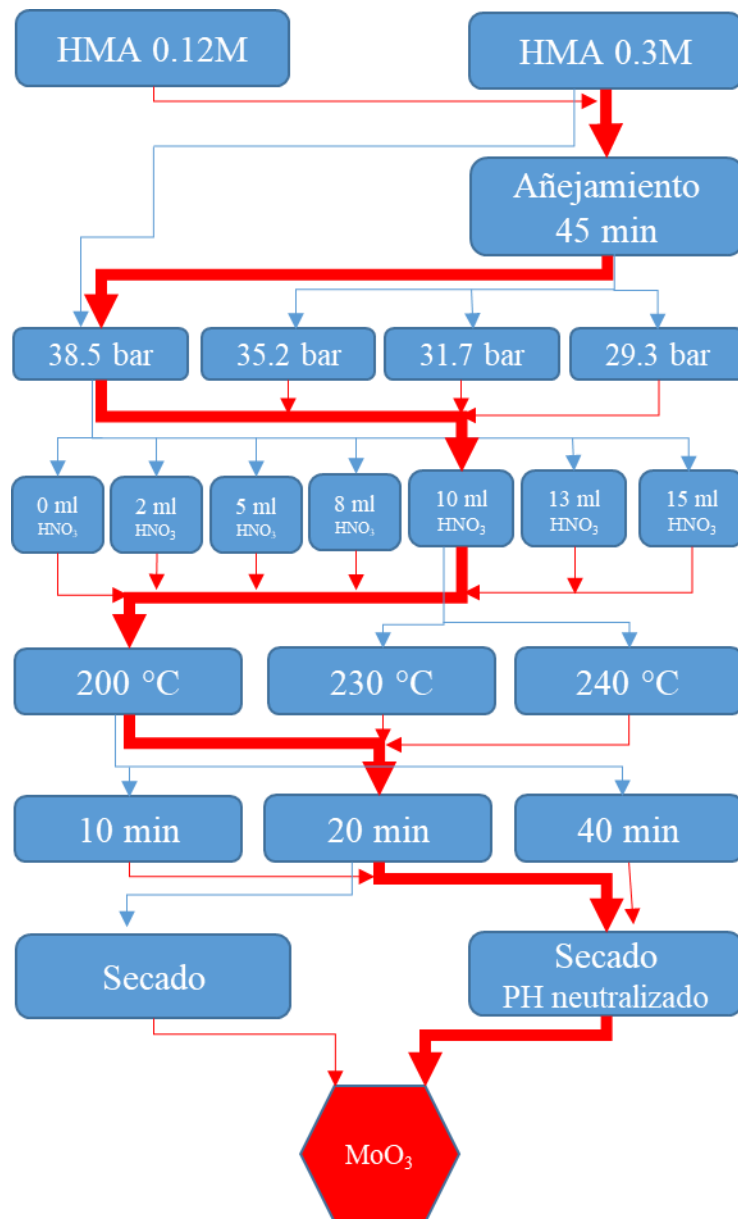 HMA 0.12M
HMA 0.3M
Añejamiento
45 min
38.5 bar
35.2 bar
31.7 bar
29.3 bar
0 ml
HNO₃
2 ml
HNO₃
5 ml
HNO₃
8 ml
HNO₃
10 ml
HNO₃
13 ml
HNO₃
15 ml
HNO₃
200 °C
230 °C
240 °C
10 min
20 min
40 min
Secado
Secado
PH neutralizado
MoO₃